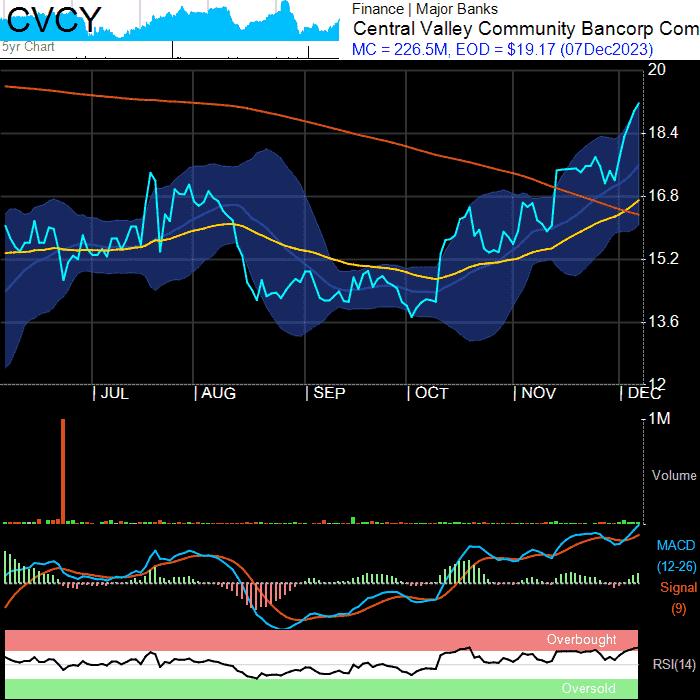 CVCY
5yr Chart
Finance | Major Banks
Central Valley Community Bancorp Com
MC = 226.5M, EOD = $19.17 (07Dec2023)
20
18.4
16.8
15.2
13.6
12
JUL
AUG
SEP
OCT
NOV
DEC
1M
Volume
MACD
(12-26)
Signal
(9)
Overbought
RSI(14)
Oversold